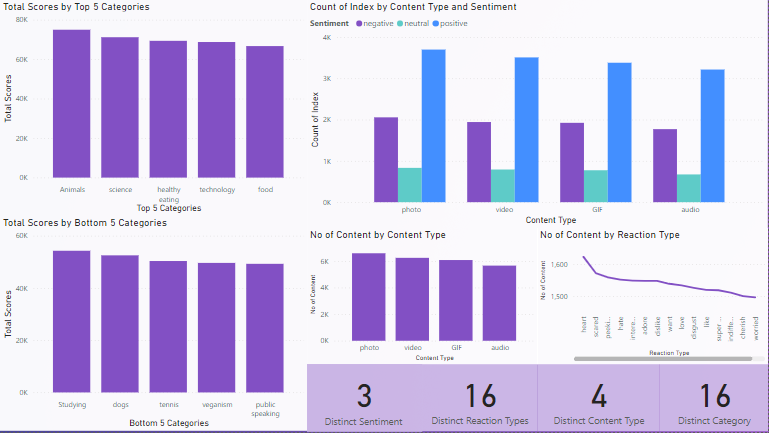 Total Scores by Top 5 Categories
Total Scores
80K
60K
40K
20K
0K
Animals
science
healthy
eating
technology
food
Top 5 Categories
Count of Index by Content Type and Sentiment
Sentiment
negative
neutral
positive
Count of Index
4K
3K
2K
1K
0K
photo
video
GIF
audio
Content Type
Total Scores by Bottom 5 Categories
Total Scores
60K
40K
20K
0K
Studying
dogs
tennis
veganism
public
speaking
Bottom 5 Categories
No of Content by Content Type
No of Content
6K
4K
2K
0K
photo
video
GIF
audio
Content Type
No of Content by Reaction Type
No of Content
1,600
1,500
heart
scared
peeki...
hate
intere...
adore
dislike
want
love
disgust
like
super ...
indiffe...
cherish
worried
Reaction Type
3
Distinct Sentiment
16
Distinct Reaction Types
4
Distinct Content Type
16
Distinct Category